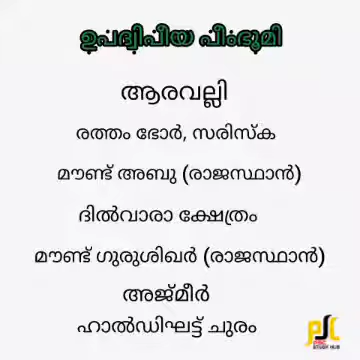 ഉപദ്വീപീയ പീഠഭൂമി
ആരവല്ലി
രത്തം ഭോർ, സരിസ്ക
മൗണ്ട് അബു (രാജസ്ഥാൻ)
ദിൽവാരാ ക്ഷേത്രം
മൗണ്ട് ഗുരുശിഖർ (രാജസ്ഥാൻ)
അജ്മീർ
ഹാൽഡിഘട്ട് ചുരം